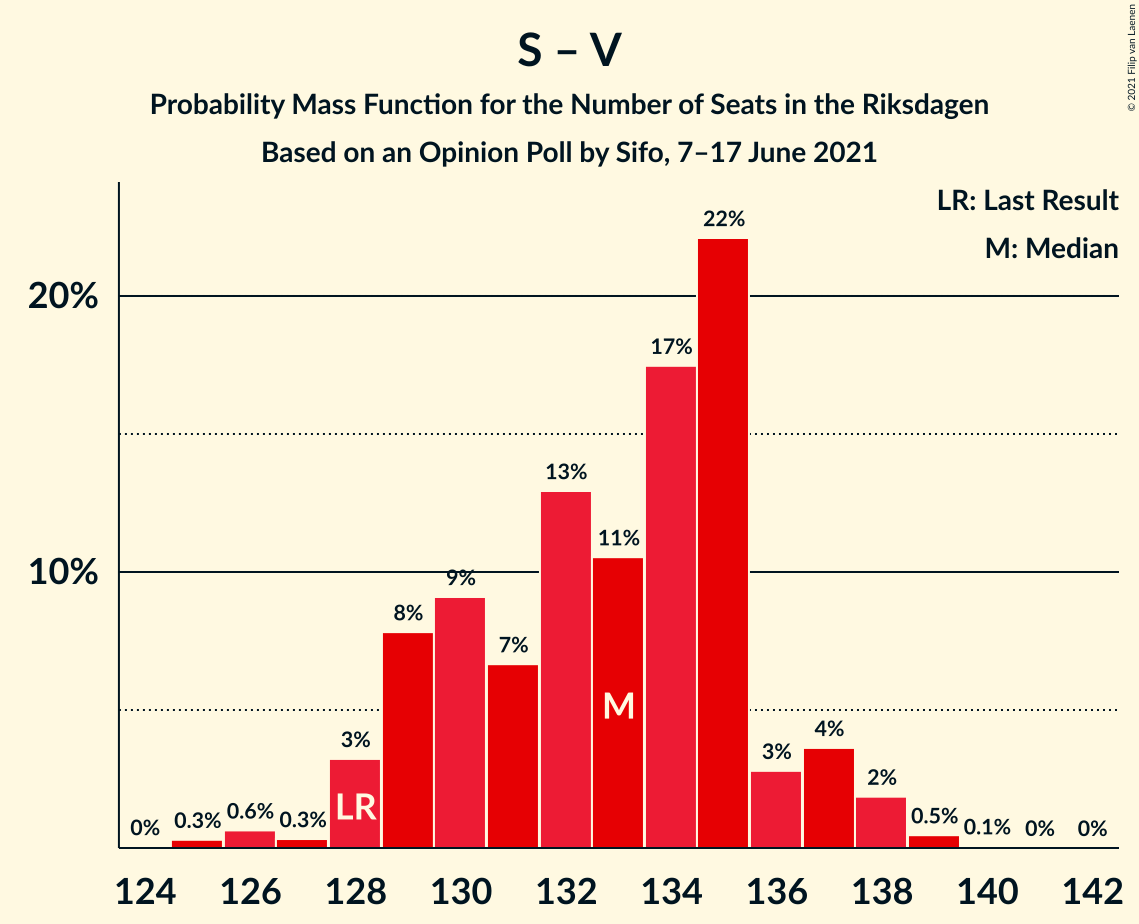 S – V
Probability Mass Function for the Number of Seats in the Riksdagen
Based on an Opinion Poll by Sifo, 7–17 June 2021
© 2021 Filip van Laenen
LR: Last Result
M: Median
20%
10%
0%
0.3%
0.6%
0.3%
3%
8%
9%
7%
13%
11%
17%
22%
3%
4%
2%
0.5%
0.1%
0%
0%
LR
M
124 126 128 130 132 134 136 138 140 142